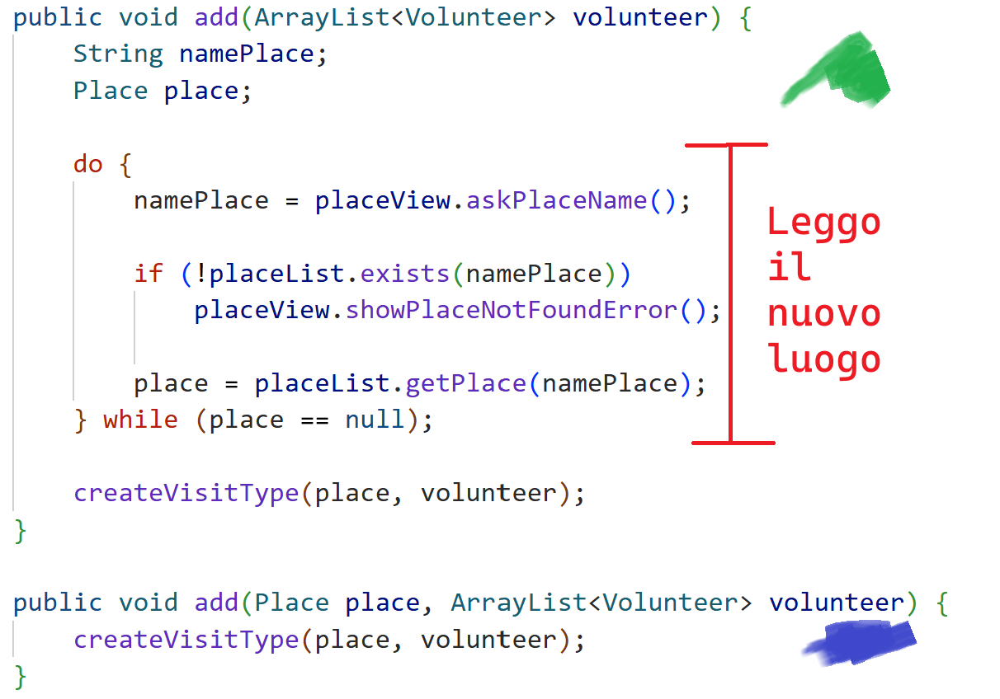 public void add(ArrayList<Volunteer> volunteer) {
String namePlace;
Place place;
do {
namePlace = placeView.askPlaceName();
if (!placeList.exists(namePlace))
placeView.showPlaceNotFoundError();
place = placeList.getPlace(namePlace);
} while (place == null);
createVisitType(place, volunteer);
}
Leggo
il
nuovo
luogo
public void add(Place place, ArrayList<Volunteer> volunteer) {
createVisitType(place, volunteer);
}